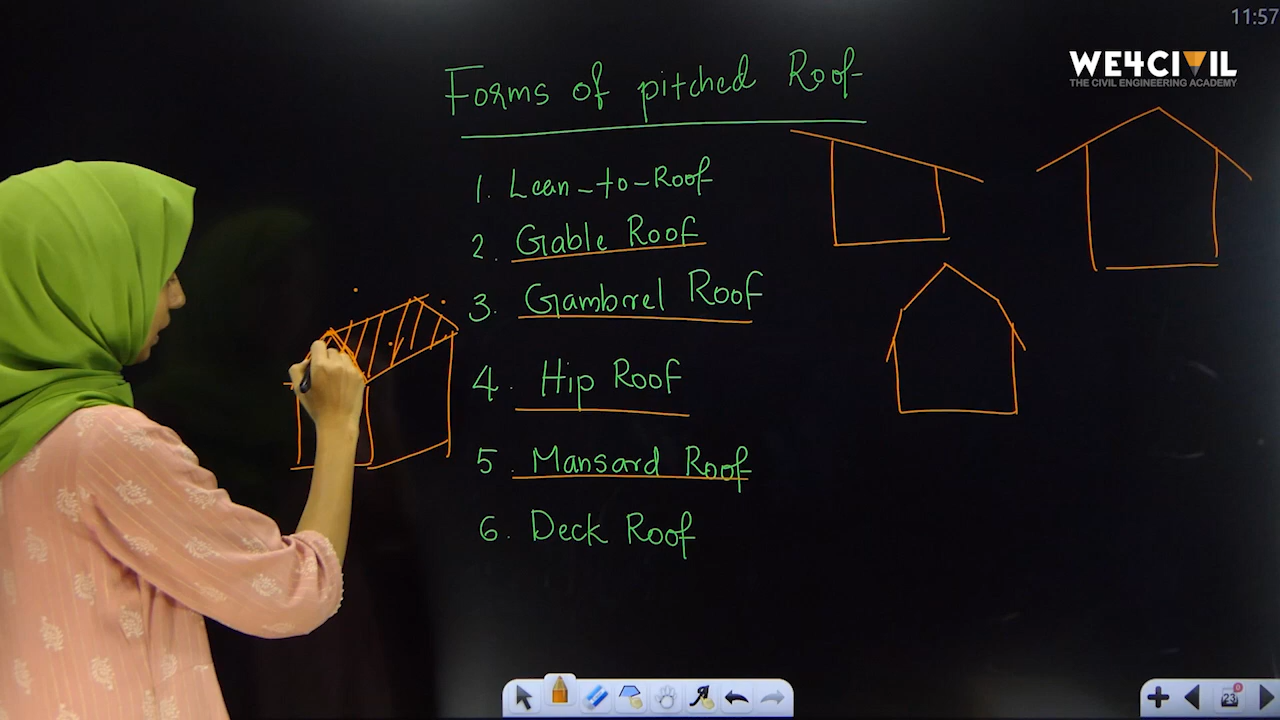 11:57
WE4CIVIL
THE CIVIL ENGINEERING ACADEMY
Forms of pitched Roof
1. Lean-to-Roof
2. Gable Roof
3. Gambrel Roof
4. Hip Roof
5. Mansard Roof
6. Deck Roof
23